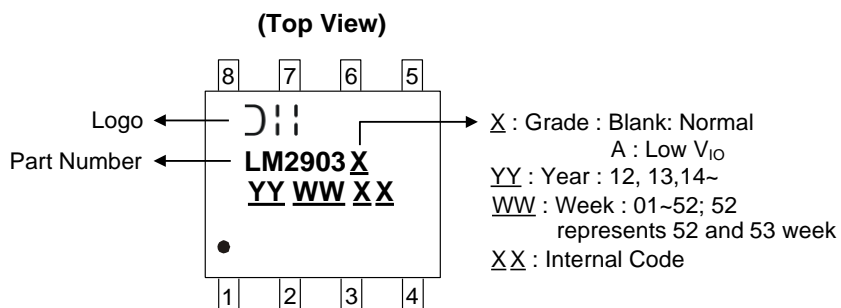 (Top View)
8 7 6 5
Logo
Part Number
LM2903 X
YY WW X X
1 2 3 4
X : Grade : Blank: Normal
A : Low VIO
YY : Year : 12, 13,14~
WW : Week : 01~52; 52
represents 52 and 53 week
X X : Internal Code